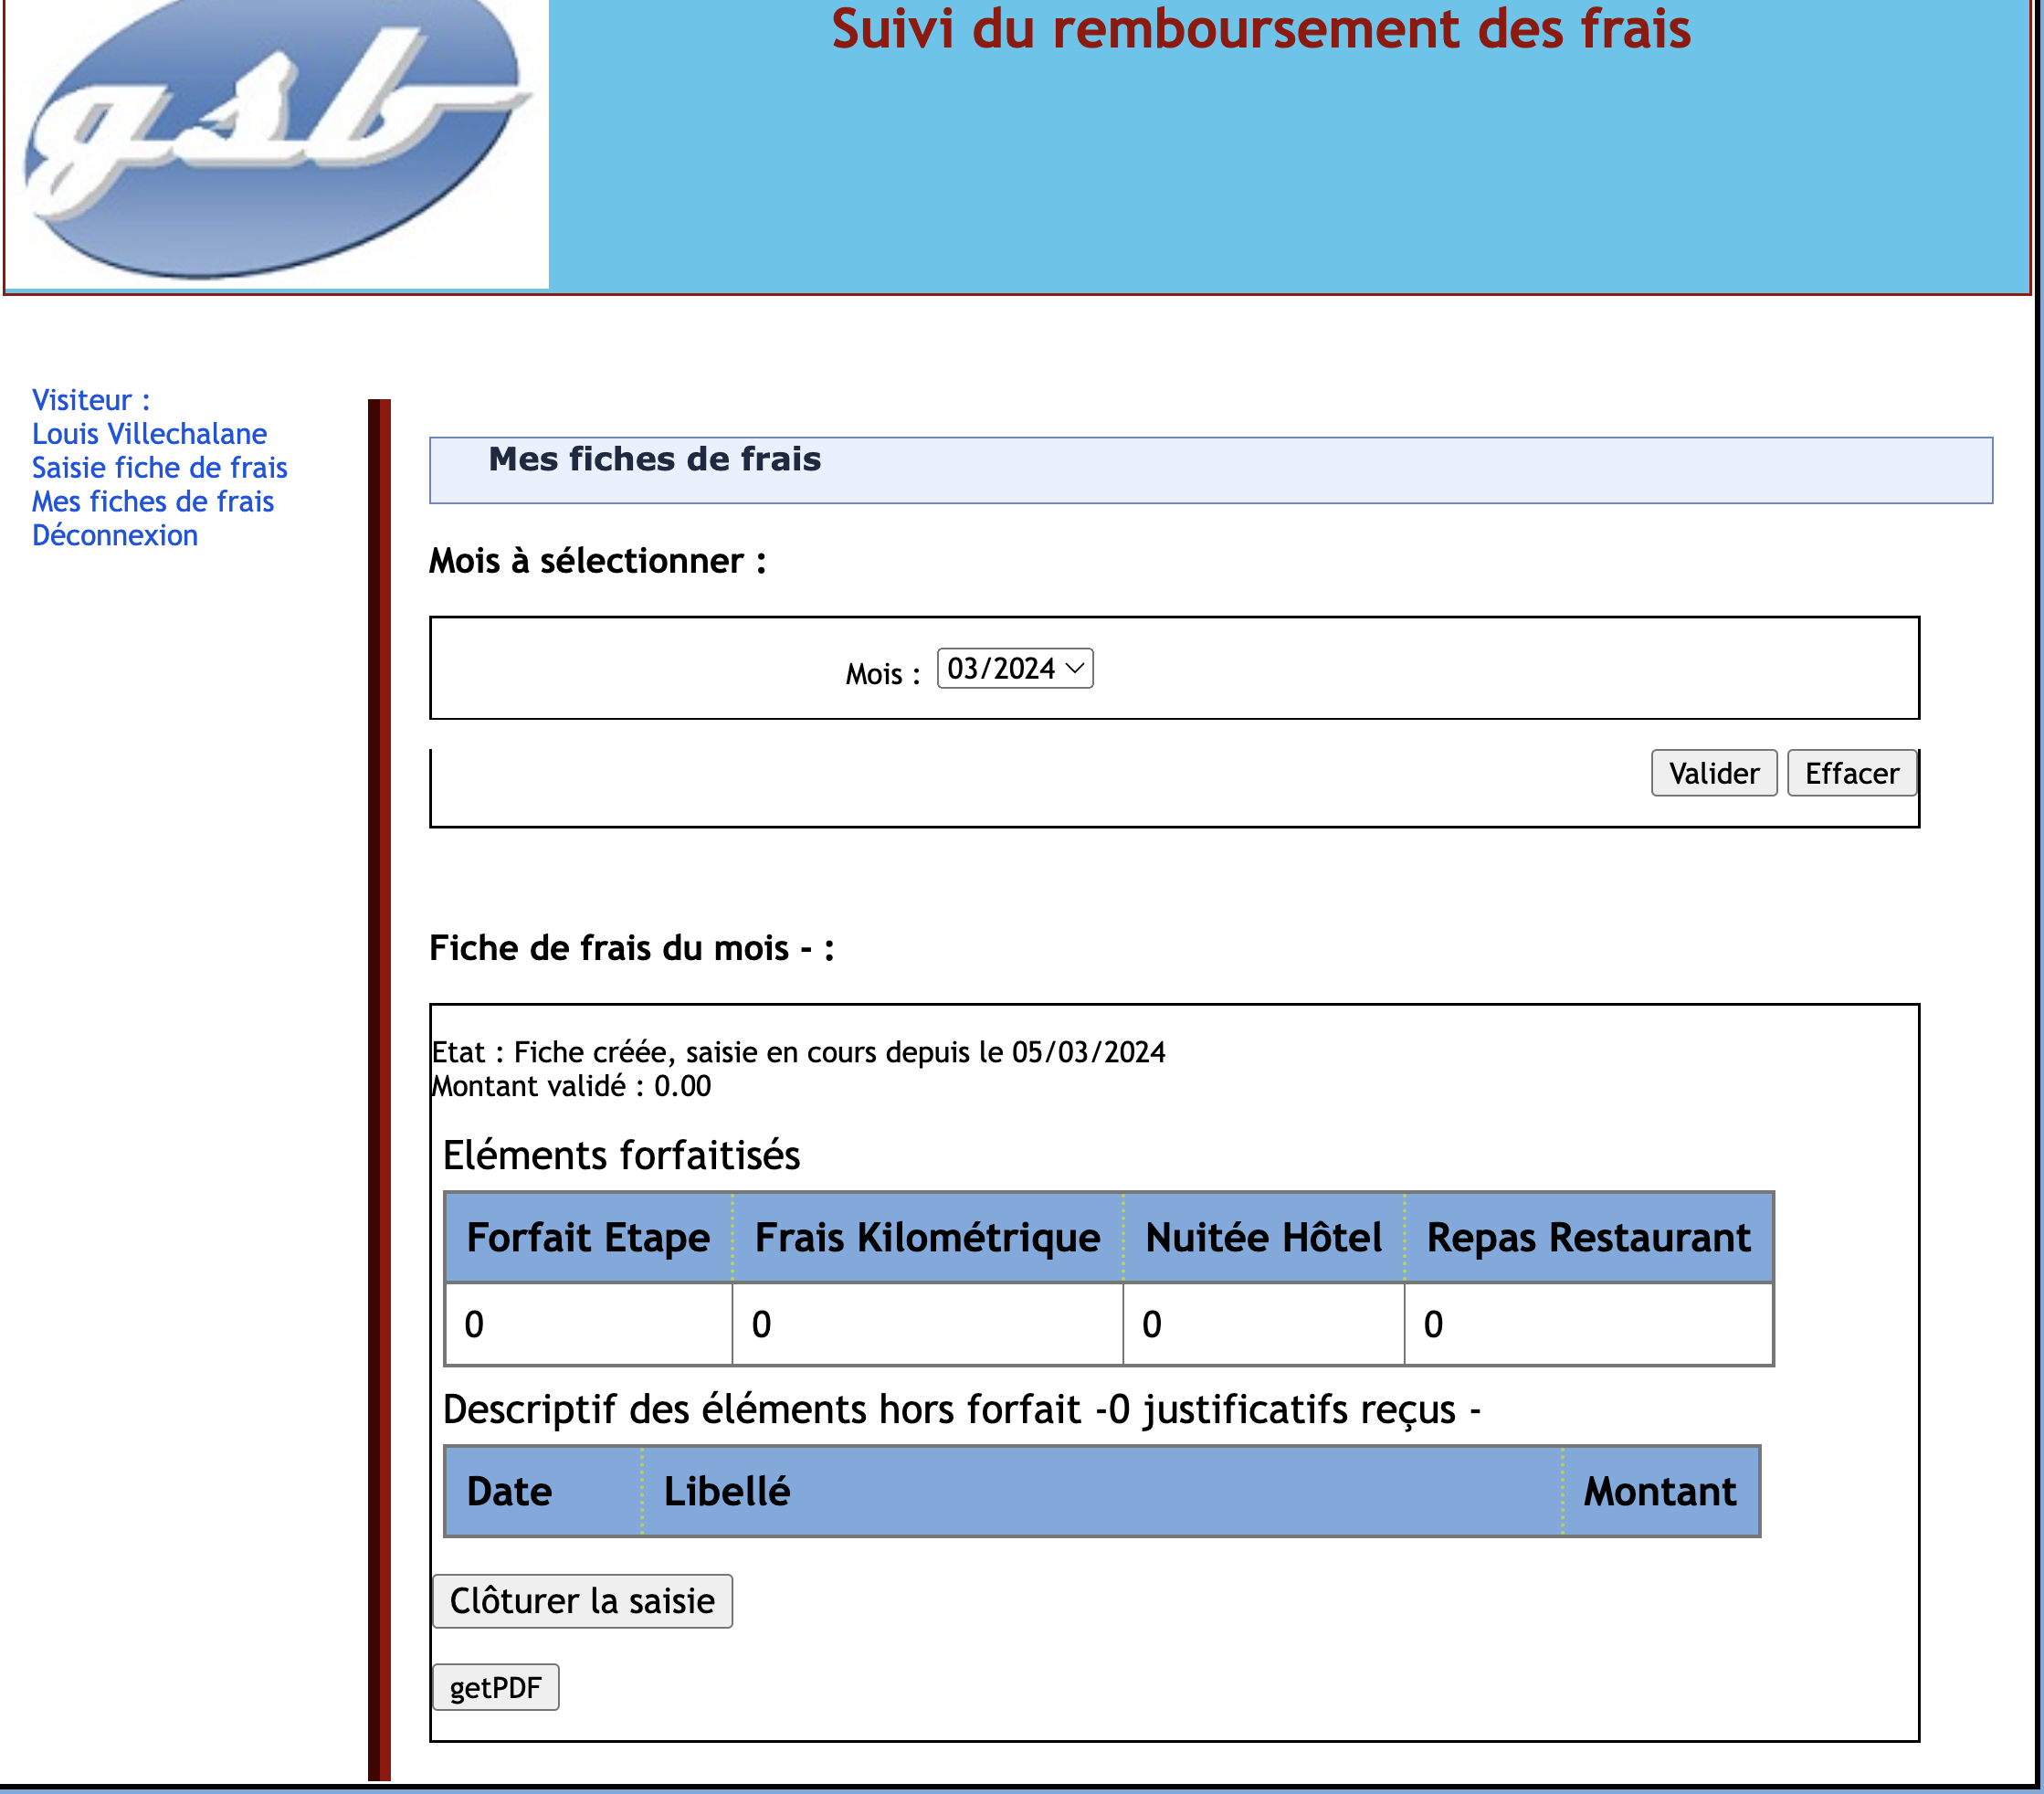 gsb
Suivi du remboursement des frais
Visiteur :
Louis Villechalane
Saisie fiche de frais
Mes fiches de frais
Déconnexion
Mes fiches de frais
Mois à sélectionner :
Mois : 03/2024
Valider Effacer
Fiche de frais du mois - :
Etat : Fiche créée, saisie en cours depuis le 05/03/2024
Montant validé : 0.00
Eléments forfaitisés
Forfait Etape Frais Kilométrique Nuitée Hôtel Repas Restaurant
0 0 0 0
Descriptif des éléments hors forfait -0 justificatifs reçus -
Date Libellé Montant
Clôturer la saisie
getPDF